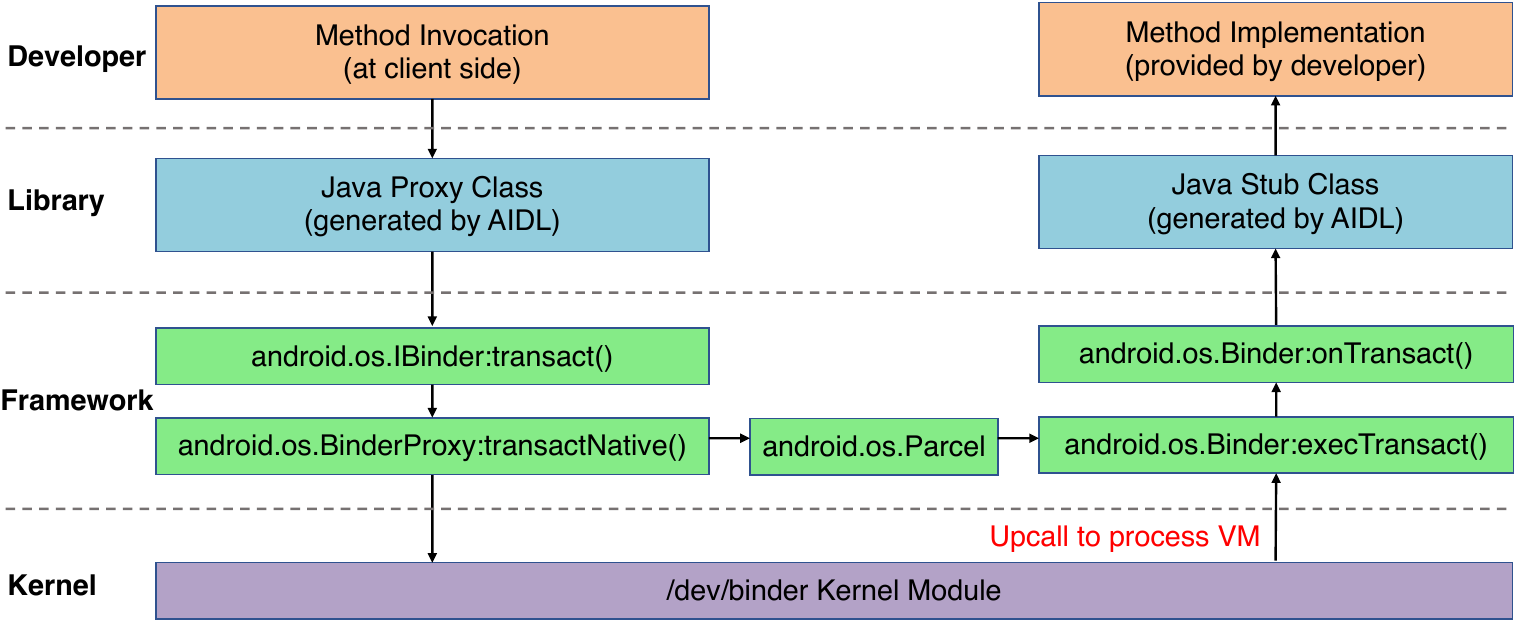 Developer
Method Invocation
(at client side)
Method Implementation
(provided by developer)
Library
Java Proxy Class
(generated by AIDL)
Java Stub Class
(generated by AIDL)
Framework
android.os.IBinder:transact()
android.os.Binder:onTransact()
android.os.BinderProxy:transactNative()
android.os.Parcel
android.os.Binder:execTransact()
Upcall to process VM
Kernel
/dev/binder Kernel Module